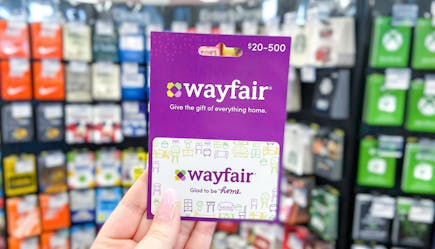 $20-500
wayfair
Give the gift of everything home.
wayfair
Glad to be home